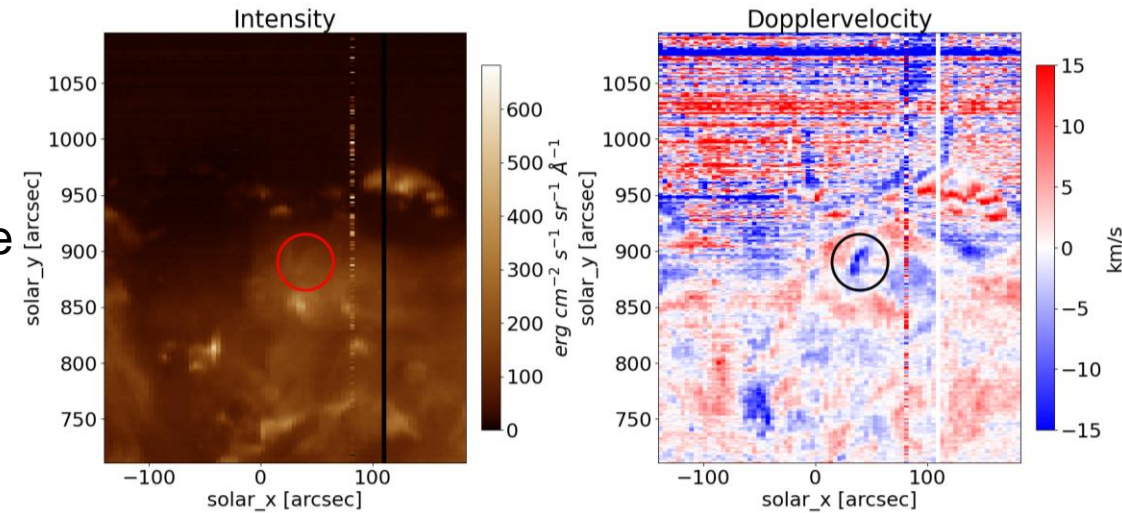 Intensity
Dopplervelocity
1050
1000
950
900
850
800
750
solar_y [arcsec]
−100 0 100
solar_x [arcsec]
600
500
400
300
200
100
0
erg cm⁻² s⁻¹ sr⁻¹ Å⁻¹
1050
1000
950
900
850
800
750
solar_y [arcsec]
−100 0 100
solar_x [arcsec]
15
10
5
0
−5
−10
−15
km/s
e